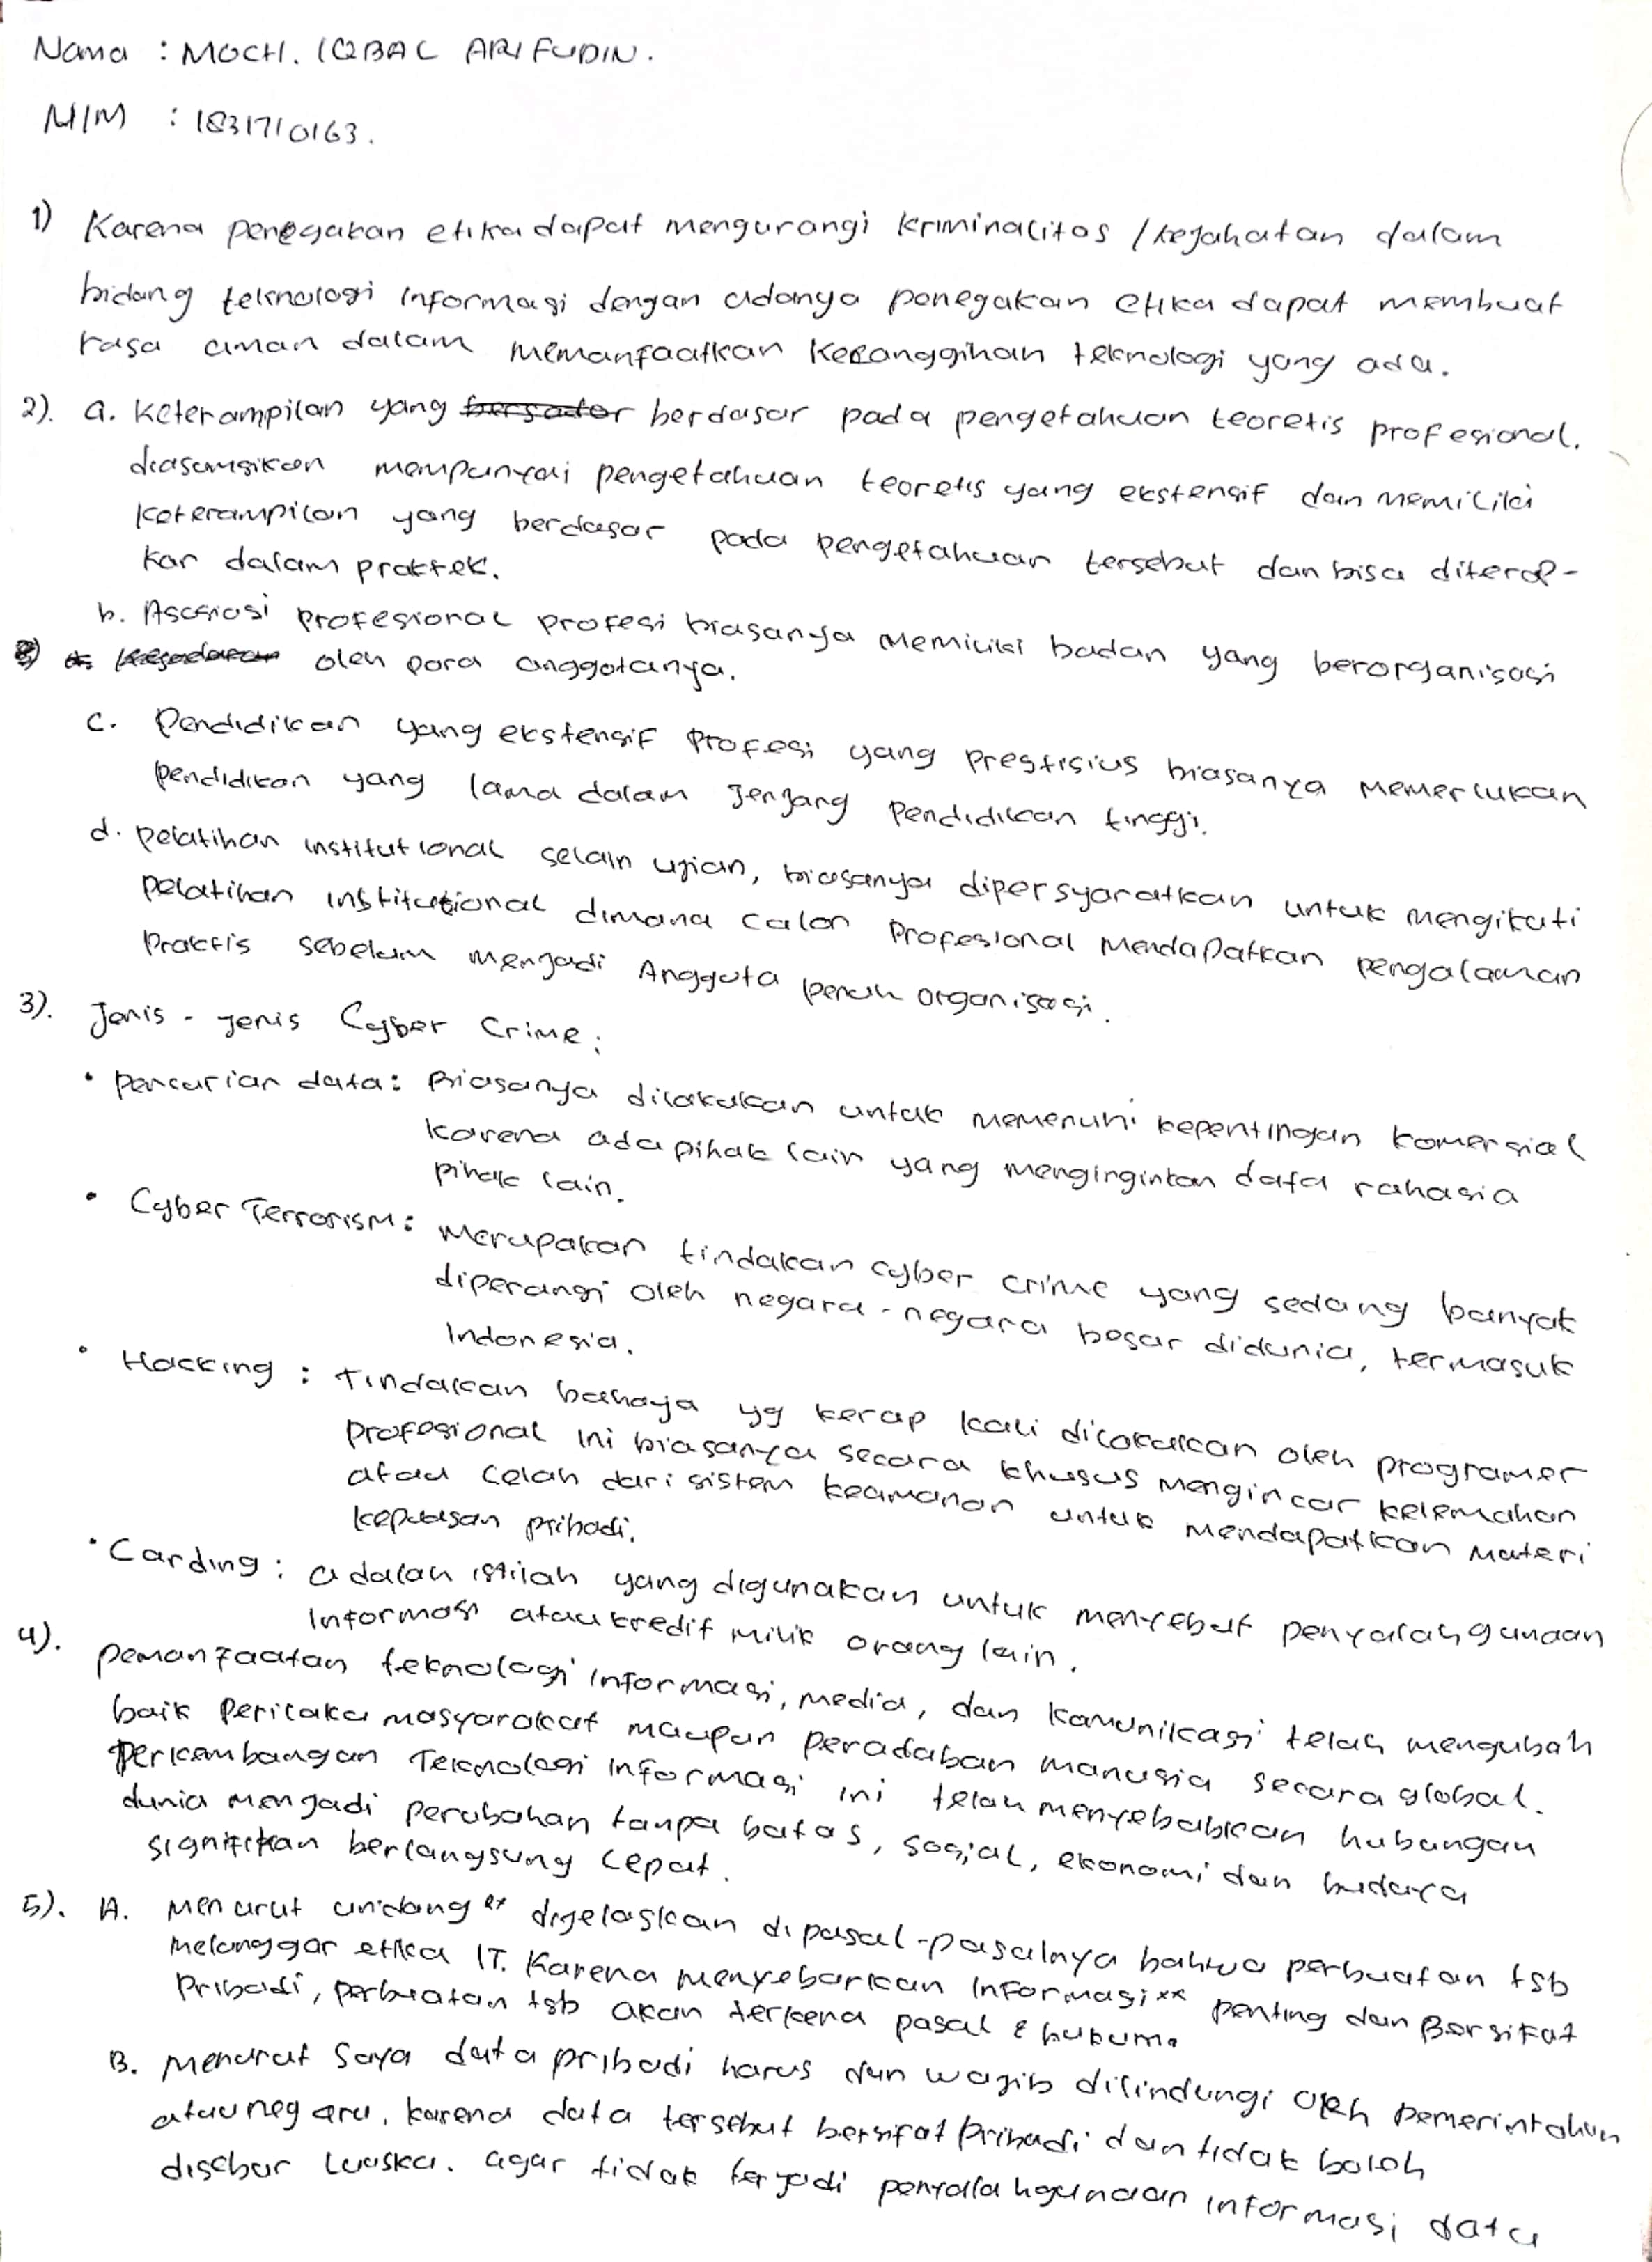 Nama : MOCH. IQBAL ARIFUDIN.
NIM : 1831710163.
1) Karena penegakan etika dapat mengurangi kriminalitas / kejahatan dalam
bidang teknologi informasi dengan adanya penegakan etika dapat membuat
rasa aman dalam memanfaatkan kecanggihan teknologi yang ada.
2). a. Keterampilan yang berdasar pada pengetahuan teoretis profesional.
diasumsikan mempunyai pengetahuan teoretis yang ekstensif dan memiliki
keterampilan yang berdasar pada pengetahuan tersebut dan bisa diterap-
kan dalam praktek.
b. Asosiasi profesional profesi biasanya memiliki badan yang berorganisasi
oleh para anggotanya.
c. Pendidikan yang ekstensif Profesi yang prestisius biasanya memerlukan
pendidikan yang lama dalam jenjang pendidikan tinggi.
d. pelatihan institutional selain ujian, biasanya dipersyaratkan untuk mengikuti
pelatihan institutional dimana calon Profesional mendapatkan pengalaman
praktis sebelum menjadi Anggota penuh organisasi.
3). Jenis - jenis Cyber Crime :
• pencurian data : Biasanya dilakukan untuk memenuhi kepentingan komersial
karena ada pihak lain yang menginginkan data rahasia
pihak lain.
• Cyber Terrorism : Merupakan tindakan cyber crime yang sedang banyak
diperangi oleh negara - negara besar didunia, termasuk
Indonesia.
• Hacking : tindakan bahaya yg kerap kali dilakukan oleh programer
profesional ini biasanya secara khusus mengincar kelemahan
atau celah dari sistem keamanan untuk mendapatkan materi
kepuasan pribadi.
• Carding : adalah istilah yang digunakan untuk menyebut penyalahgunaan
informasi atau kredit milik orang lain.
4). pemanfaatan teknologi informasi, media, dan komunikasi telah mengubah
baik perilaku masyarakat maupun peradaban manusia secara global.
Perkembangan Teknologi informasi ini telah menyebabkan hubungan
dunia menjadi perubahan tanpa batas, sosial, ekonomi dan budaya
signifikan berlangsung cepat.
5). A. Menurut undang ** dijelaskan di pasal-pasalnya bahwa perbuatan tsb
melanggar etika IT. Karena menyebarkan informasi ** penting dan Bersifat
Pribadi, perbuatan tsb akan terkena pasal & hukum.
B. Menurut saya data pribadi harus dan wajib dilindungi oleh pemerintahan
atau negara, karena data tersebut bersifat pribadi dan tidak boleh
disebar luaska. agar tidak terjadi penyalahgunaan informasi data